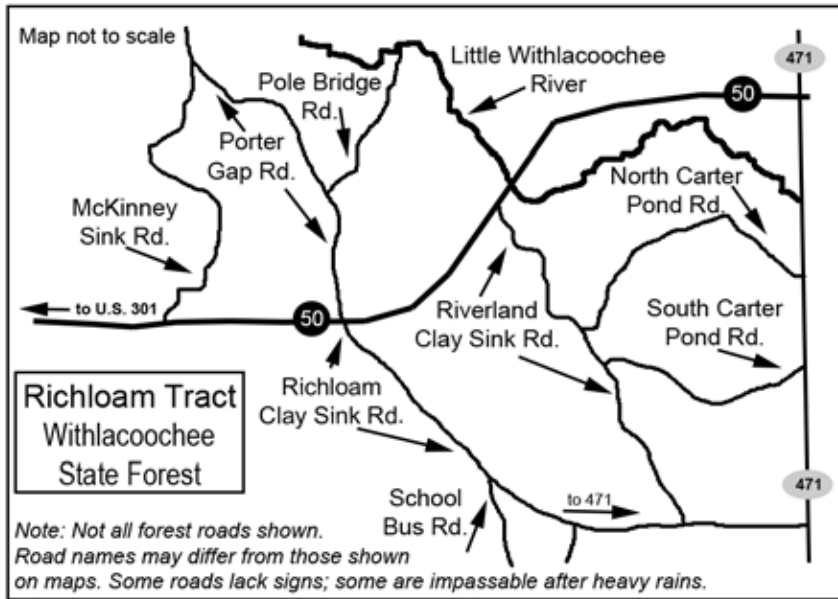 Map not to scale
471
Little Withlacoochee
River
50
Pole Bridge
Rd.
Porter
Gap Rd.
North Carter
Pond Rd.
McKinney
Sink Rd.
to U.S. 301
50
Riverland
Clay Sink Rd.
South Carter
Pond Rd.
Richloam
Clay Sink Rd.
Richloam Tract
Withlacoochee
State Forest
School
Bus Rd.
to 471
471
Note: Not all forest roads shown.
Road names may differ from those shown
on maps. Some roads lack signs; some are impassable after heavy rains.